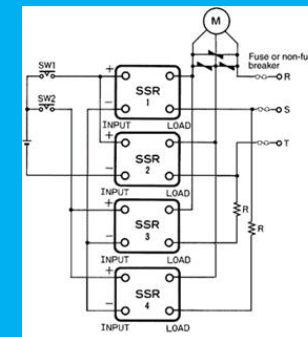 M
Fuse or non-fu
breaker
R
S
T
SW1
SW2
+
SSR
1
−
INPUT LOAD
+
SSR
2
−
INPUT LOAD
+
SSR
3
−
INPUT LOAD
+
SSR
4
−
INPUT LOAD
R
R